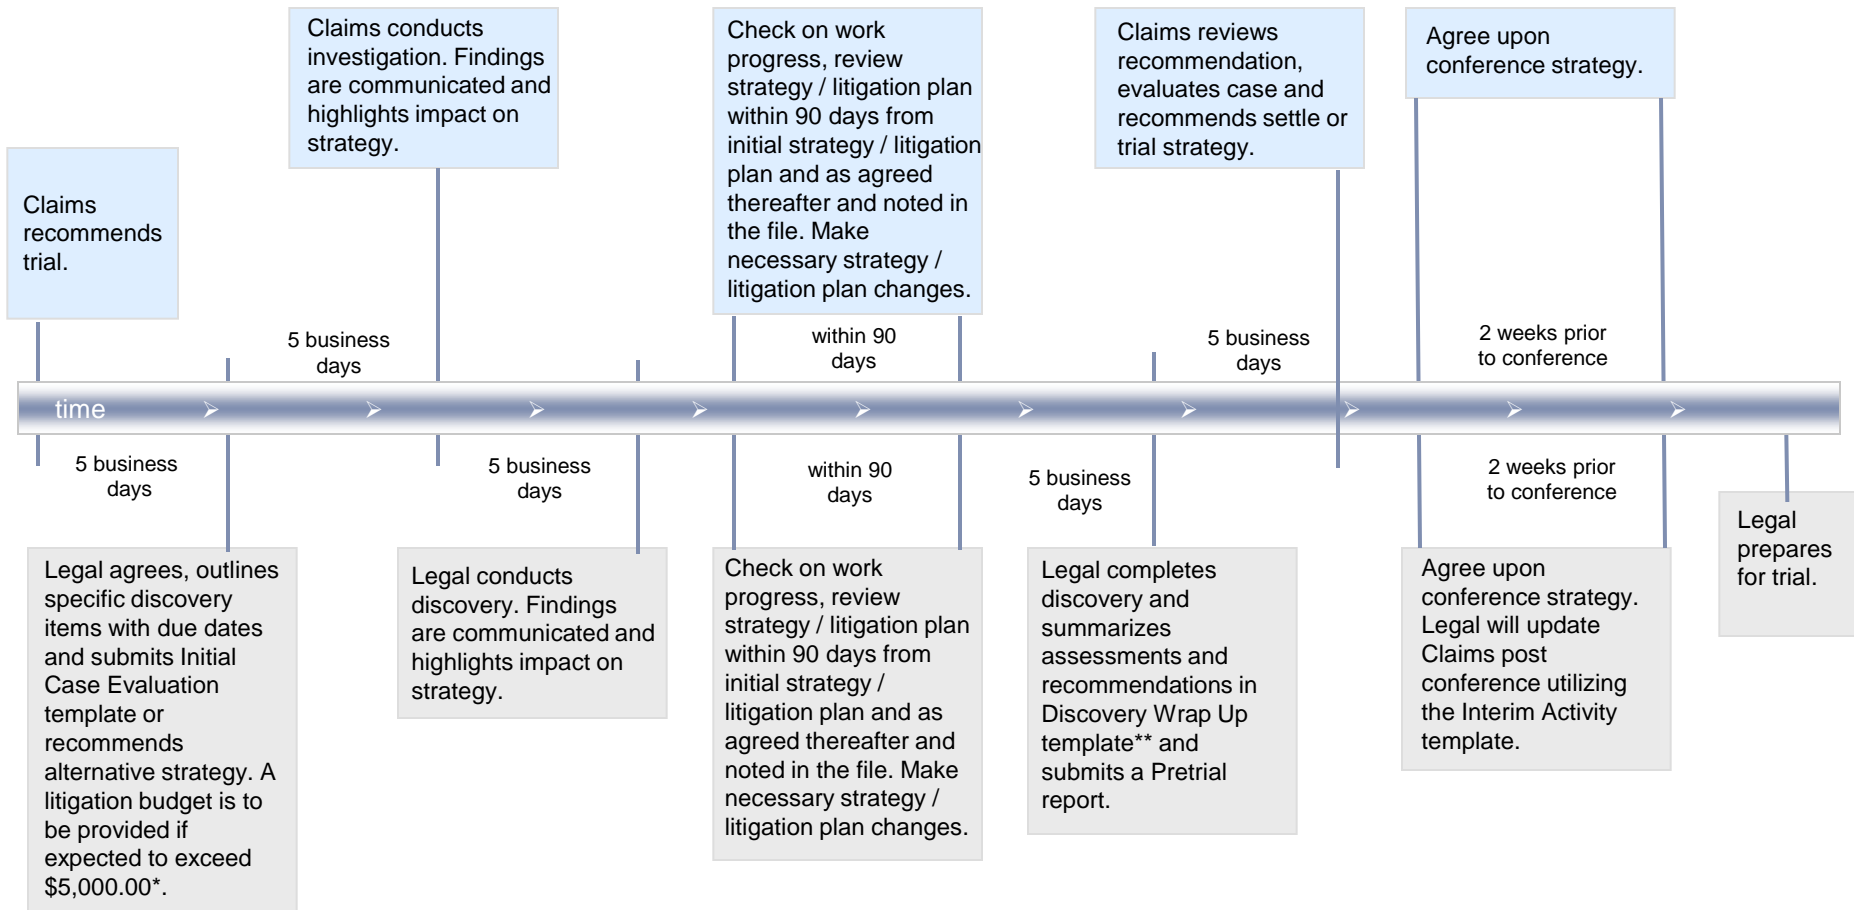 Claims
recommends
trial.
Claims conducts
investigation. Findings
are communicated and
highlights impact on
strategy.
Check on work
progress, review
strategy / litigation plan
within 90 days from
initial strategy / litigation
plan and as agreed
thereafter and noted in
the file. Make
necessary strategy /
litigation plan changes.
Claims reviews
recommendation,
evaluates case and
recommends settle or
trial strategy.
Agree upon
conference strategy.
5 business
days
within 90
days
5 business
days
2 weeks prior
to conference
time
5 business
days
5 business
days
within 90
days
5 business
days
2 weeks prior
to conference
Legal agrees, outlines
specific discovery
items with due dates
and submits Initial
Case Evaluation
template or
recommends
alternative strategy. A
litigation budget is to
be provided if
expected to exceed
$5,000.00*.
Legal conducts
discovery. Findings
are communicated and
highlights impact on
strategy.
Check on work
progress, review
strategy / litigation plan
within 90 days from
initial strategy /
litigation plan and as
agreed thereafter and
noted in the file. Make
necessary strategy /
litigation plan changes.
Legal completes
discovery and
summarizes
assessments and
recommendations in
Discovery Wrap Up
template** and
submits a Pretrial
report.
Agree upon
conference strategy.
Legal will update
Claims post
conference utilizing
the Interim Activity
template.
Legal
prepares
for trial.